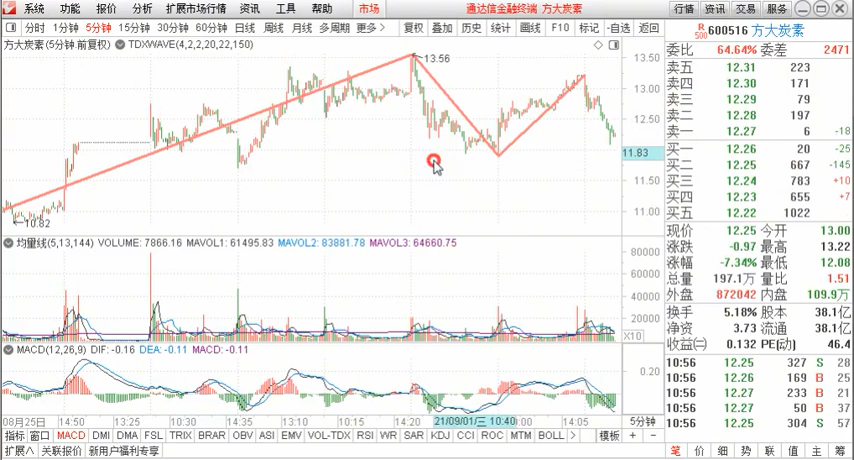 系统 功能 报价 分析 扩展市场行情 资讯 工具 帮助 市场 通达信金融终端 方大炭素 行情 资讯 交易 服务
分时 1分钟 5分钟 15分钟 30分钟 60分钟 日线 周线 月线 多周期 更多 > 复权 叠加 历史 统计 画线 F10 标记 -自选 返回
R 500 600516 方大炭素
方大炭素(5分钟 前复权) TDXWAVE(4,2,2,20,22,150)
委比 64.64% 委差 2471
卖五 12.31 223
卖四 12.30 171
卖三 12.29 79
卖二 12.28 197
卖一 12.27 6 -18
买一 12.26 20 -25
买二 12.25 667 -145
买三 12.24 783 +10
买四 12.23 655 +7
买五 12.22 1022
13.50
13.00
12.50
11.83
11.50
11.00
13.56
10.82
现价 12.25 今开 13.00
涨跌 -0.97 最高 13.22
涨幅 -7.34% 最低 12.08
总量 197.1万 量比 1.51
外盘 872042 内盘 109.9万
换手 5.18% 股本 38.1亿
净资 3.73 流通 38.1亿
收益㈡ 0.132 PE(动) 46.4
均量线(5,13,144) VOLUME: 7866.16 MAVOL1: 61495.83 MAVOL2: 83881.78 MAVOL3: 64660.75
80000
60000
40000
20000
X10
MACD(12,26,9) DIF: -0.16 DEA: -0.11 MACD: -0.11
0.20
10:56 12.25 327 S 28
10:56 12.26 169 B 25
10:56 12.27 233 B 21
10:56 12.27 50 B 37
10:56 12.25 304 S 57
08月25日 14:50 13:25 10:30 14:35 13:10 14:20 21/09/01/三 10:40 0:00 14:05 5分钟
指标 窗口 MACD DMI DMA FSL TRIX BRAR OBV ASI EMV VOL-TDX RSI WR SAR KDJ CCI ROC MTM BOLL > 模板 + −
扩展∧ 关联报价 新用户福利专享
笔 价 细 势 联 值 主 筹